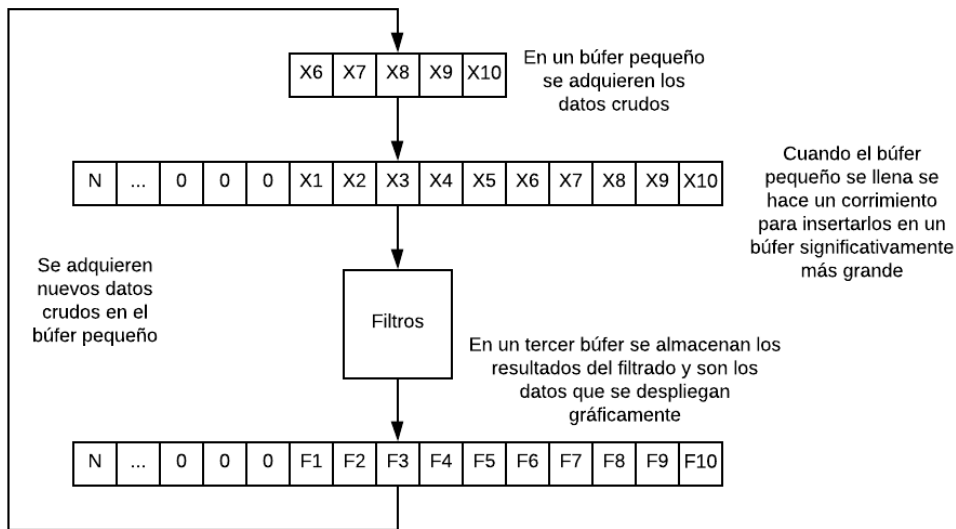 X6 X7 X8 X9 X10
En un búfer pequeño
se adquieren los
datos crudos
N ... 0 0 0 X1 X2 X3 X4 X5 X6 X7 X8 X9 X10
Cuando el búfer
pequeño se llena se
hace un corrimiento
para insertarlos en un
búfer significativamente
más grande
Se adquieren
nuevos datos
crudos en el
búfer pequeño
Filtros
En un tercer búfer se almacenan los
resultados del filtrado y son los
datos que se despliegan
gráficamente
N ... 0 0 0 F1 F2 F3 F4 F5 F6 F7 F8 F9 F10